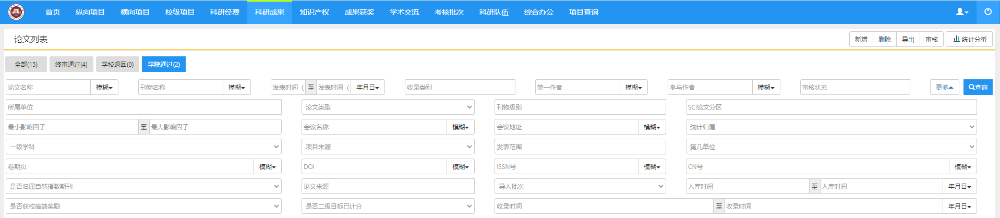 首页 纵向项目 横向项目 校级项目 科研经费 科研成果 知识产权 成果获奖 学术交流 考核批次 科研队伍 综合办公 项目查询
论文列表 新增 删除 导出 审核 统计分析
全部(15) 终审通过(4) 学校退回(0) 学院通过(2)
论文名称 模糊 刊物名称 模糊 发表时间（ 至 发表时间（ 年月日 收录类别 第一作者 模糊 参与作者 模糊 审核状态 更多 查询
所属单位 论文类型 刊物级别 SCI论文分区
最小影响因子 至 最大影响因子 会议名称 模糊 会议地址 模糊 统计归属
一级学科 项目来源 发表范围 第几单位
卷期页 模糊 DOI 模糊 ISSN号 模糊 CN号 模糊
是否归属自然指数期刊 论文来源 导入批次 入库时间 至 入库时间 年月日
是否获校高端奖励 是否二级目标已计分 收录时间 至 收录时间 年月日